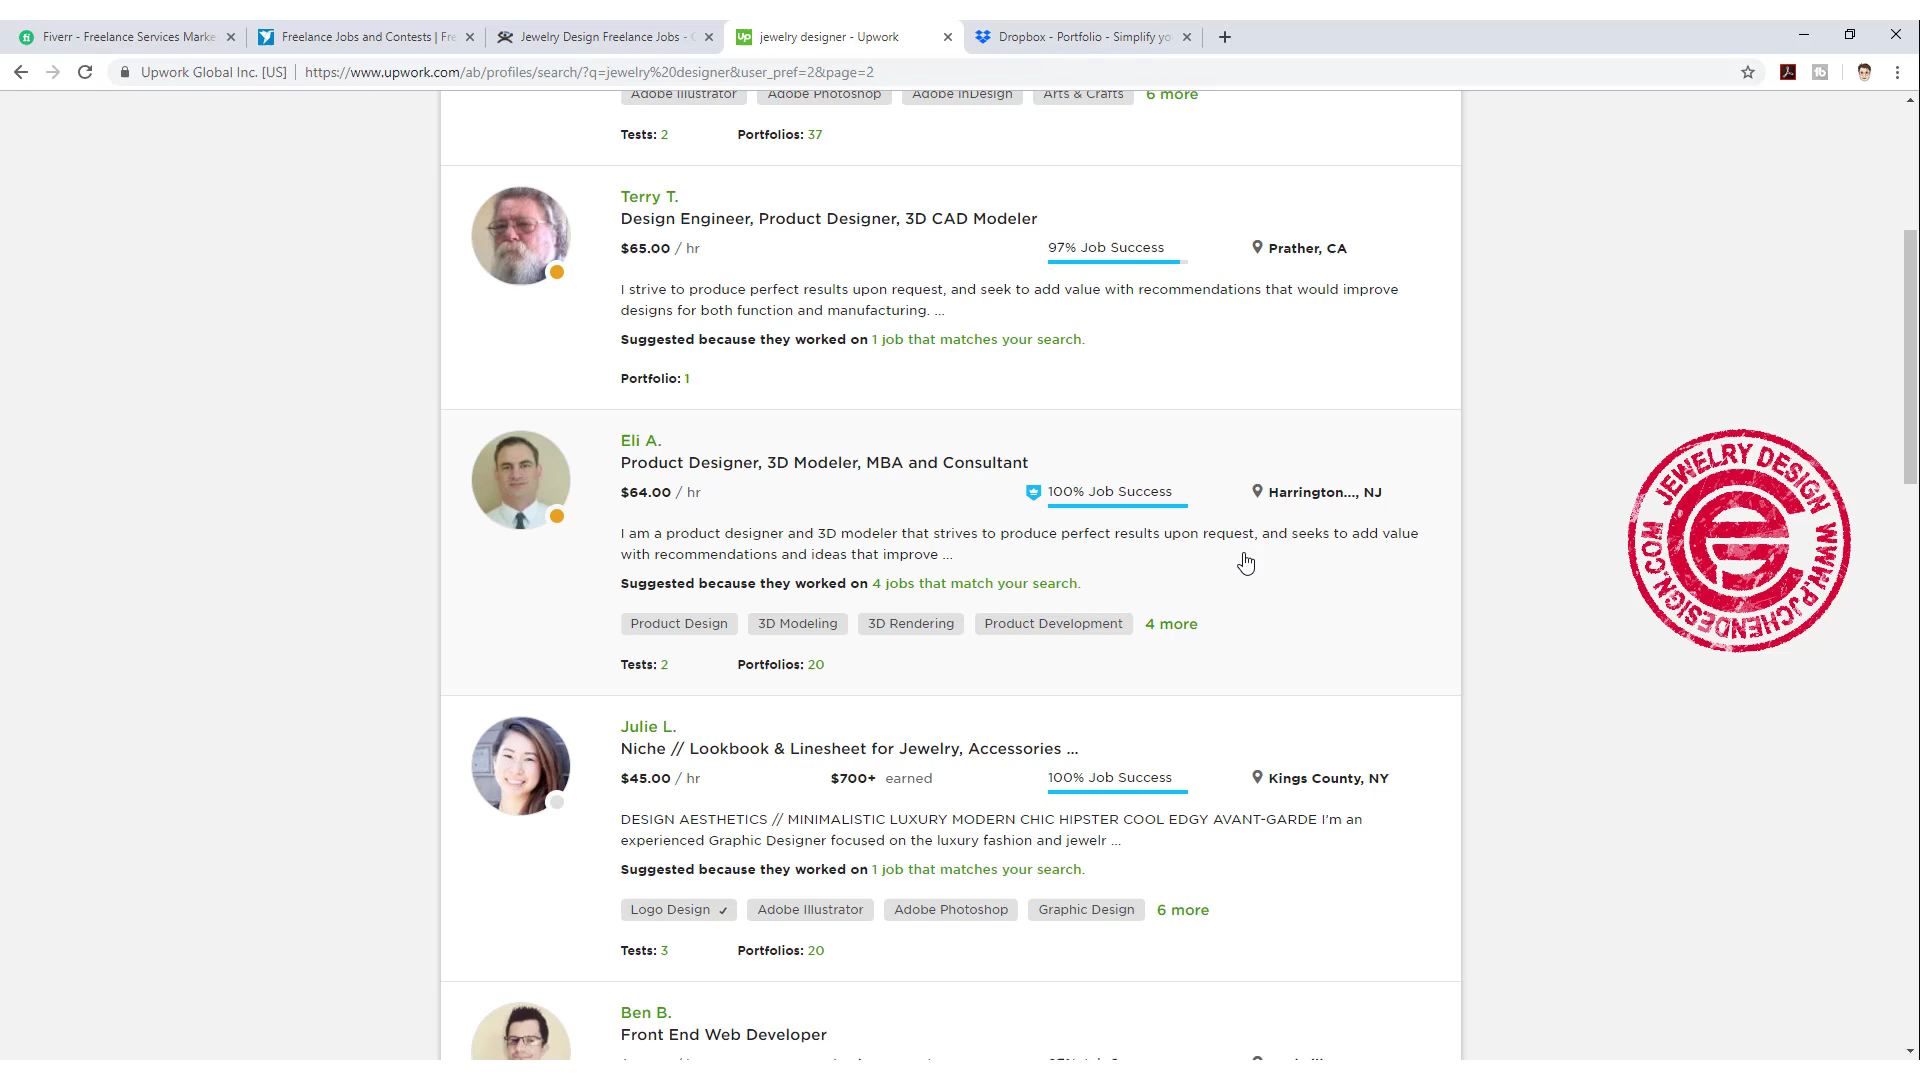 Fiverr - Freelance Services Marke
Freelance Jobs and Contests | Fre
Jewelry Design Freelance Jobs -
jewelry designer - Upwork
Dropbox - Portfolio - Simplify yo
Upwork Global Inc. [US] https://www.upwork.com/ab/profiles/search/?q=jewelry%20designer&user_pref=2&page=2
Adobe Illustrator Adobe Photoshop Adobe InDesign Arts & Crafts 6 more
Tests: 2 Portfolios: 37
Terry T.
Design Engineer, Product Designer, 3D CAD Modeler
$65.00 / hr 97% Job Success Prather, CA
I strive to produce perfect results upon request, and seek to add value with recommendations that would improve
designs for both function and manufacturing. ...
Suggested because they worked on 1 job that matches your search.
Portfolio: 1
Eli A.
Product Designer, 3D Modeler, MBA and Consultant
$64.00 / hr 100% Job Success Harrington..., NJ
I am a product designer and 3D modeler that strives to produce perfect results upon request, and seeks to add value
with recommendations and ideas that improve ...
Suggested because they worked on 4 jobs that match your search.
Product Design 3D Modeling 3D Rendering Product Development 4 more
Tests: 2 Portfolios: 20
Julie L.
Niche // Lookbook & Linesheet for Jewelry, Accessories ...
$45.00 / hr $700+ earned 100% Job Success Kings County, NY
DESIGN AESTHETICS // MINIMALISTIC LUXURY MODERN CHIC HIPSTER COOL EDGY AVANT-GARDE I'm an
experienced Graphic Designer focused on the luxury fashion and jewelr ...
Suggested because they worked on 1 job that matches your search.
Logo Design Adobe Illustrator Adobe Photoshop Graphic Design 6 more
Tests: 3 Portfolios: 20
Ben B.
Front End Web Developer
JEWELRY DESIGN WWW.PJCHENDESIGN.COM